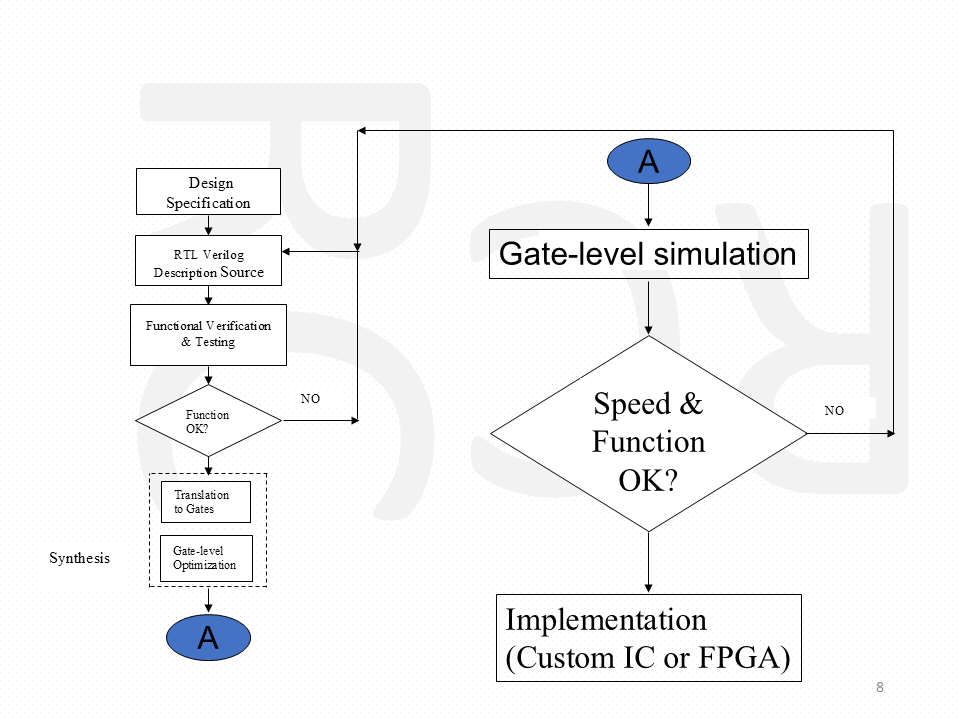 Design
Specification
RTL Verilog
Description Source
Functional Verification
& Testing
Function
OK?
NO
Translation
to Gates
Gate-level
Optimization
Synthesis
A
A
Gate-level simulation
Speed &
Function
OK?
NO
Implementation
(Custom IC or FPGA)
8